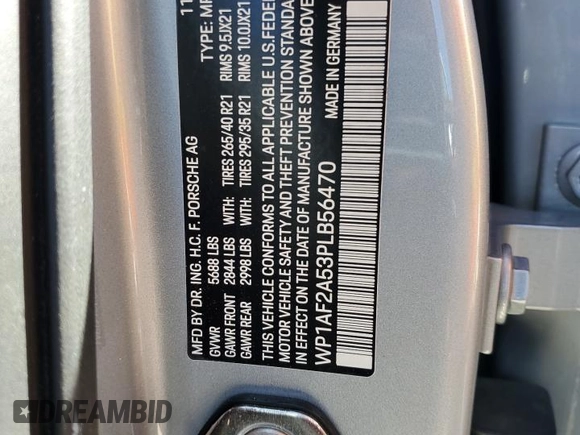 MFD BY DR. ING. H.C. F. PORSCHE AG 11
GVWR 5688 LBS TYPE: MP
GAWR FRONT 2844 LBS WITH: TIRES 265/40 R21 RIMS 9.5JX21
GAWR REAR 2998 LBS WITH: TIRES 295/35 R21 RIMS 10.0JX21
THIS VEHICLE CONFORMS TO ALL APPLICABLE U.S. FEDER
MOTOR VEHICLE SAFETY AND THEFT PREVENTION STANDA
IN EFFECT ON THE DATE OF MANUFACTURE SHOWN ABOVE
WP1AF2A53PLB56470 MADE IN GERMANY
DREAMBID